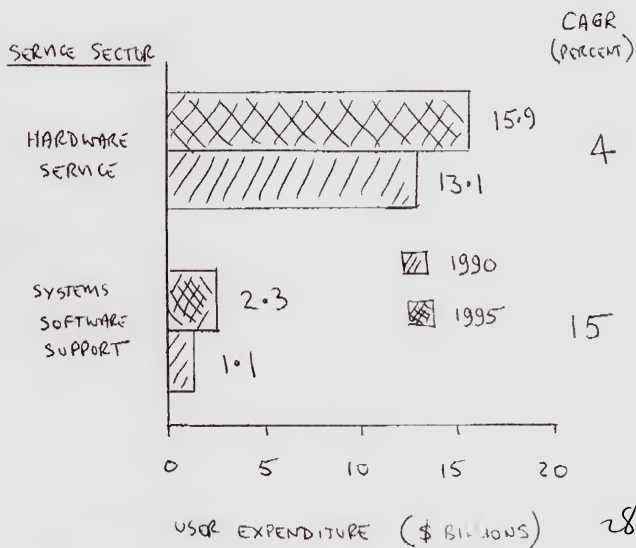 CAGR
(PERCENT)
SERVICE SECTOR
HARDWARE
SERVICE
15.9
13.1
4
SYSTEMS
SOFTWARE
SUPPORT
2.3
1.1
1990
1995
15
0 5 10 15 20
USER EXPENDITURE ($ BILLIONS)
28